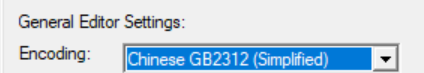 General Editor Settings:
Encoding: Chinese GB2312 (Simplified)